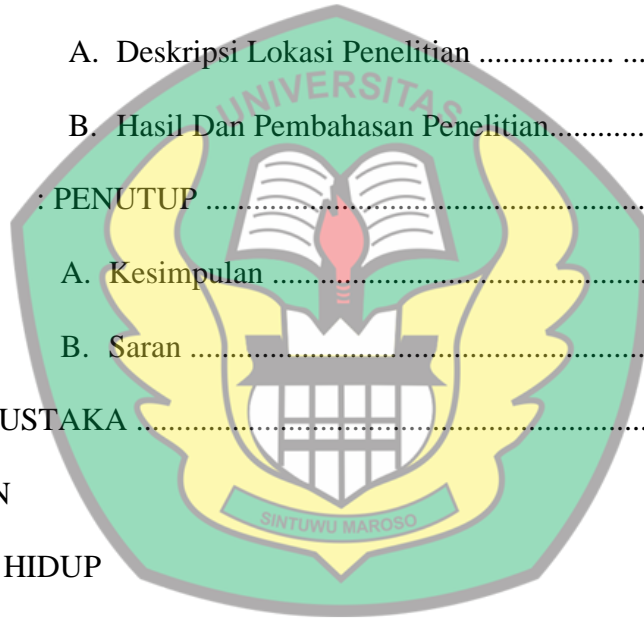 A. Deskripsi Lokasi Penelitian ................. ...
UNIVERSITAS
B. Hasil Dan Pembahasan Penelitian.............
: PENUTUP ......................................................
A. Kesimpulan ..............................................
B. Saran .........................................................
USTAKA ..............................................................
SINTUWU MAROSO
N
HIDUP